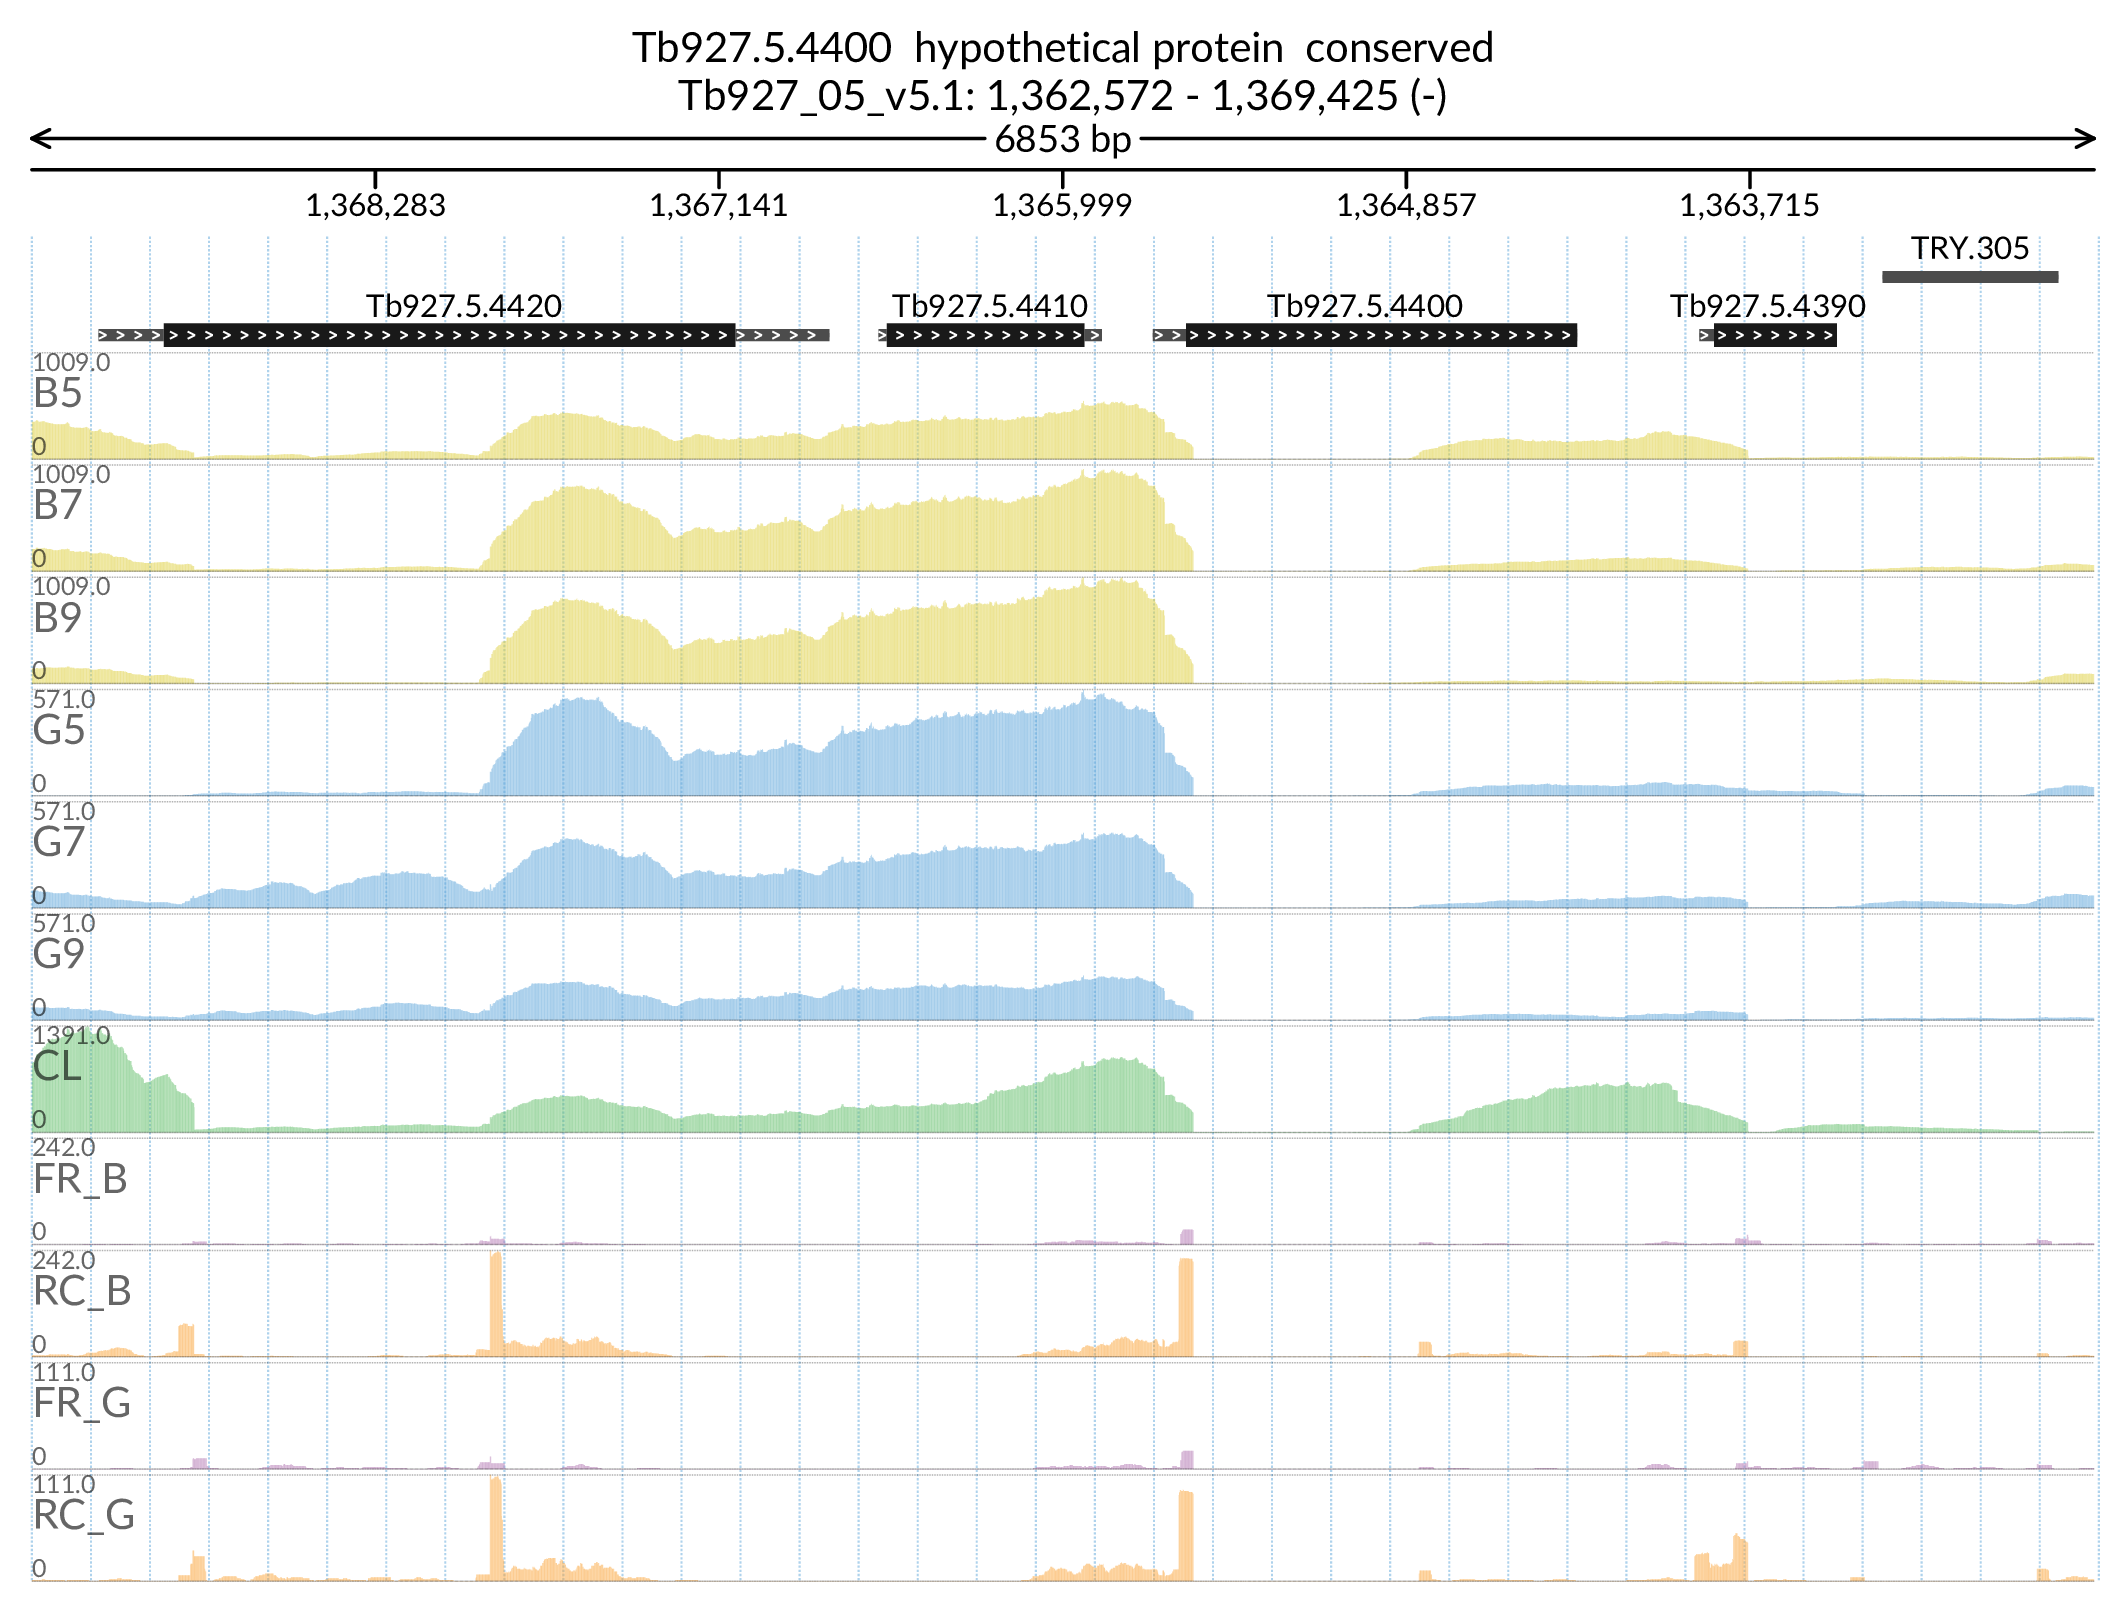 Tb927.5.4400 hypothetical protein conserved
Tb927_05_v5.1: 1,362,572 - 1,369,425 (-)
6853 bp
1,368,283 1,367,141 1,365,999 1,364,857 1,363,715
TRY.305
Tb927.5.4420 Tb927.5.4410 Tb927.5.4400 Tb927.5.4390
1009.0
B5
0
1009.0
B7
0
1009.0
B9
0
571.0
G5
0
571.0
G7
0
571.0
G9
0
1391.0
CL
0
242.0
FR_B
0
242.0
RC_B
0
111.0
FR_G
0
111.0
RC_G
0